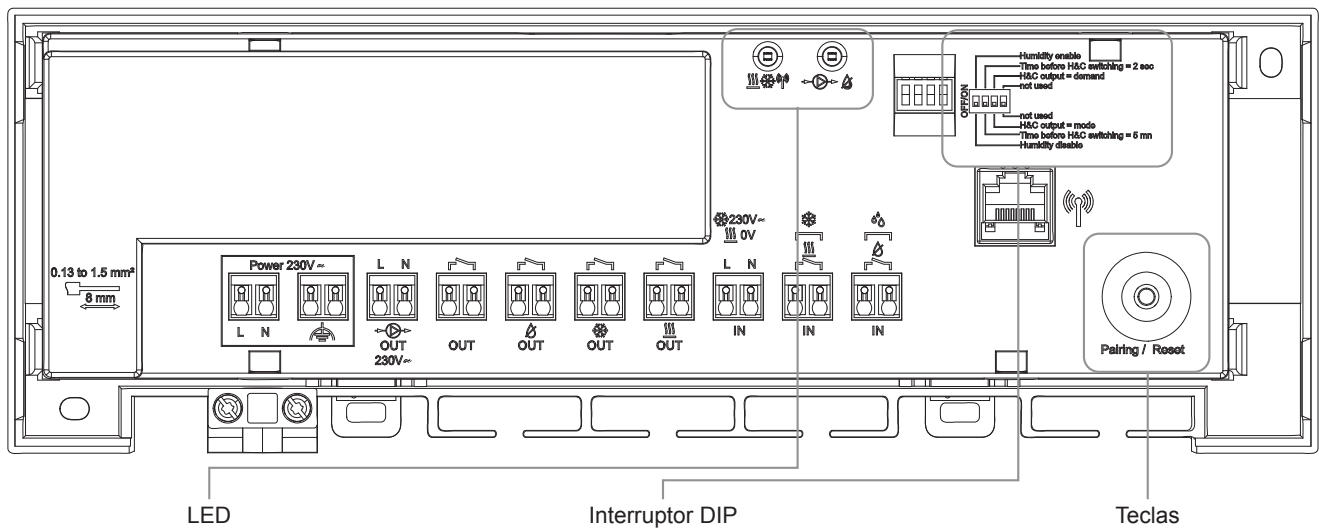 Humidity enable
Time before H&C switching = 2 sec
H&C output = demand
not used
OFF/ON
not used
H&C output = mode
Time before H&C switching = 5 mn
Humidity disable
230V~
0V
0.13 to 1.5 mm²
8 mm
Power 230V~
L N
L N
L N
L N
OUT
230V~
OUT
OUT
OUT
OUT
IN
IN
IN
Pairing / Reset
LED
Interruptor DIP
Teclas